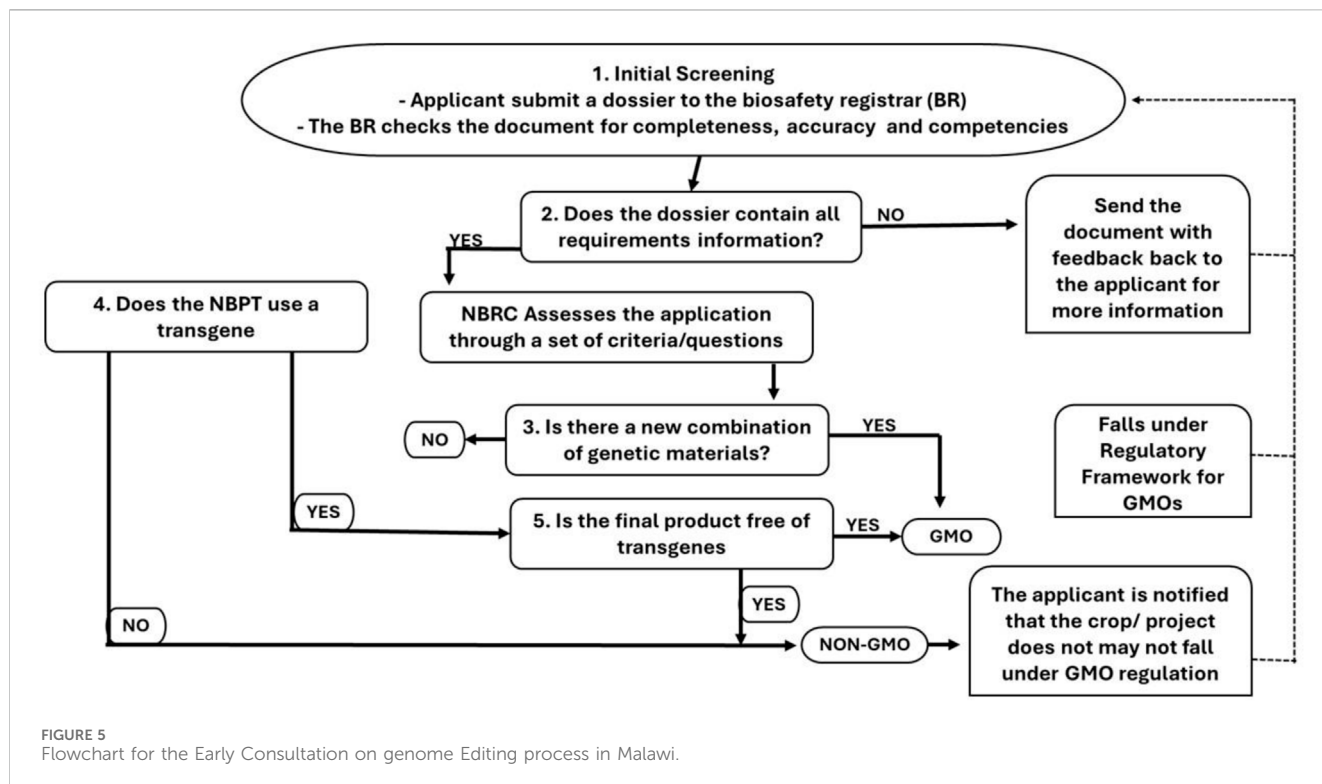 1. Initial Screening
- Applicant submit a dossier to the biosafety registrar (BR)
- The BR checks the document for completeness, accuracy and competencies
2. Does the dossier contain all
requirements information?
NO
YES
Send the
document with
feedback back to
the applicant for
more information
NBRC Assesses the application
through a set of criteria/questions
4. Does the NBPT use a
transgene
3. Is there a new combination
of genetic materials?
NO
YES
Falls under
Regulatory
Framework for
GMOs
YES
5. Is the final product free of
transgenes
YES
GMO
YES
NO
NON-GMO
The applicant is notified
that the crop/ project
does not may not fall
under GMO regulation
FIGURE 5
Flowchart for the Early Consultation on genome Editing process in Malawi.